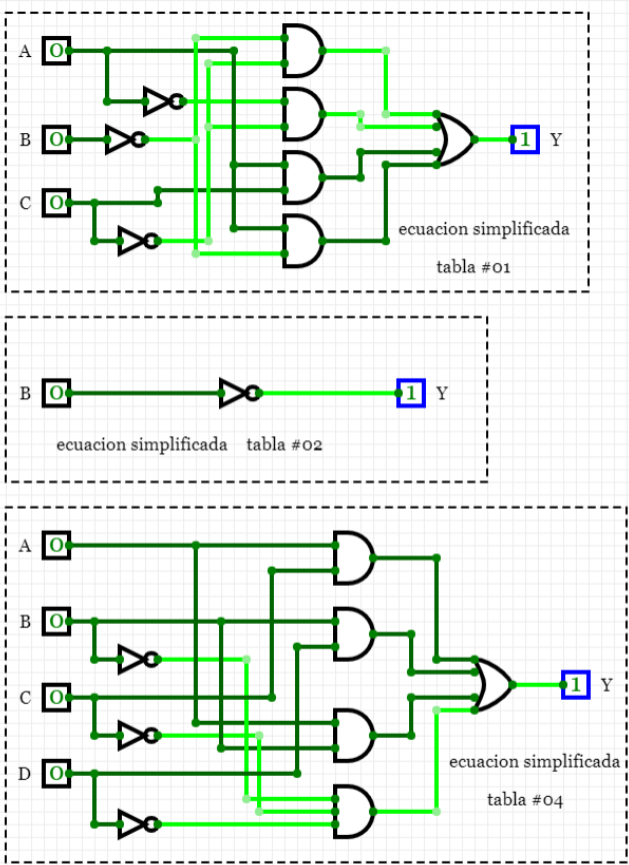 A 0
B 0 1 Y
C 0
ecuacion simplificada
tabla #01
B 0 1 Y
ecuacion simplificada tabla #02
A 0
B 0
C 0 1 Y
D 0
ecuacion simplificada
tabla #04